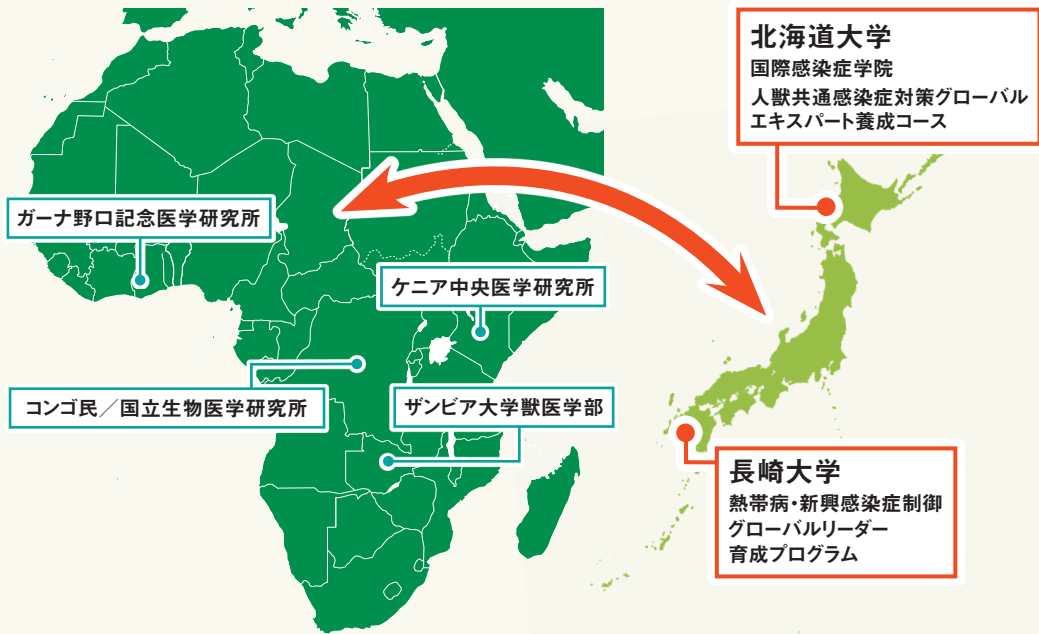 北海道大学
国際感染症学院
人獣共通感染症対策グローバル
エキスパート養成コース
ガーナ野口記念医学研究所
ケニア中央医学研究所
コンゴ民／国立生物医学研究所
ザンビア大学獣医学部
長崎大学
熱帯病・新興感染症制御
グローバルリーダー
育成プログラム